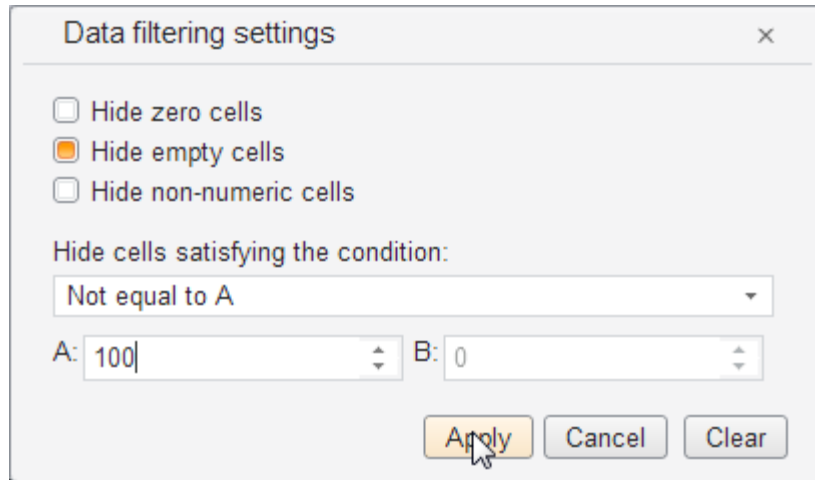 Data filtering settings
Hide zero cells
Hide empty cells
Hide non-numeric cells
Hide cells satisfying the condition:
Not equal to A
A: 100 B: 0
Apply Cancel Clear